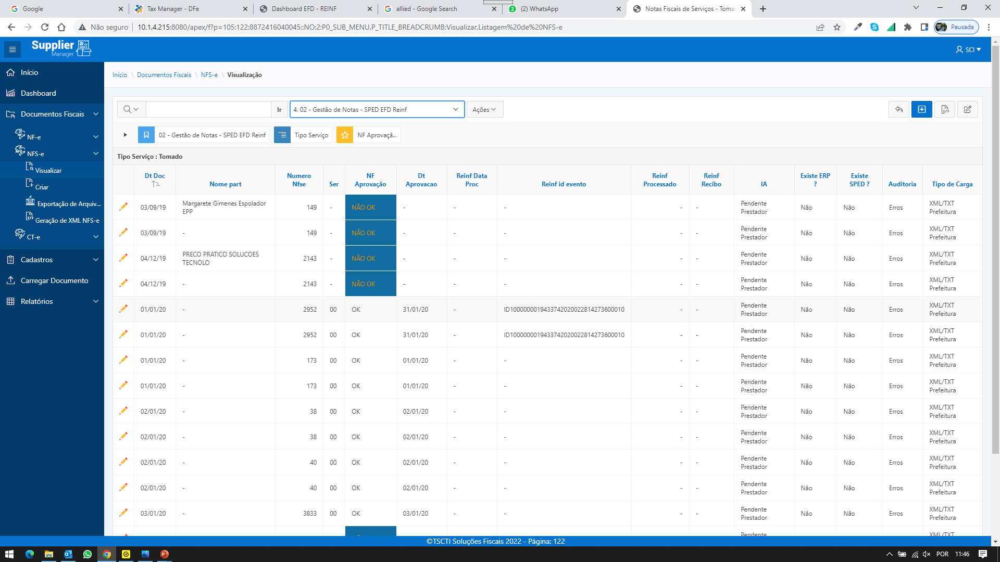 Google
Tax Manager - DFe
Dashboard EFD - REINF
allied - Google Search
(2) WhatsApp
Notas Fiscais de Serviços - Toma
Não seguro
10.1.4.215:8080/apex/f?p=105:122:8872416040045::NO:2:P0_SUB_MENU,P_TITLE_BREADCRUMB:Visualizar,Listagem%20de%20NFS-e
Pausada
Supplier
Manager
SCI
Início
Dashboard
Documentos Fiscais
NF-e
NFS-e
Visualizar
Criar
Exportação de Arquiv...
Geração de XML NFS-e
CT-e
Cadastros
Carregar Documento
Relatórios
Início \ Documentos Fiscais \ NFS-e \ Visualização
Ir
4. 02 - Gestão de Notas - SPED EFD Reinf
Ações
02 - Gestão de Notas - SPED EFD Reinf
Tipo Serviço
NF Aprovaçã...
Tipo Serviço : Tomado
Dt Doc
Nome part
Numero Nfse
Ser
NF Aprovação
Dt Aprovacao
Reinf Data Proc
Reinf id evento
Reinf Processado
Reinf Recibo
IA
Existe ERP ?
Existe SPED ?
Auditoria
Tipo de Carga
03/09/19 Margarete Gimenes Espolador EPP 149 - NÃO OK - - - - - Pendente Prestador Não Não Erros XML/TXT Prefeitura
03/09/19 - 149 - NÃO OK - - - - - Pendente Prestador Não Não Erros XML/TXT Prefeitura
04/12/19 PRECO PRATICO SOLUCOES TECNOLO 2143 - NÃO OK - - - - - Pendente Prestador Não Não Erros XML/TXT Prefeitura
04/12/19 - 2143 - NÃO OK - - - - - Pendente Prestador Não Não Erros XML/TXT Prefeitura
01/01/20 - 2952 00 OK 31/01/20 - ID1000000019433742020022814273600010 - - Pendente Prestador Não Não Erros XML/TXT Prefeitura
01/01/20 - 2952 00 OK 31/01/20 - ID1000000019433742020022814273600010 - - Pendente Prestador Não Não Erros XML/TXT Prefeitura
01/01/20 - 173 00 OK 01/01/20 - - - - Pendente Prestador Não Não Erros XML/TXT Prefeitura
01/01/20 - 173 00 OK 01/01/20 - - - - Pendente Prestador Não Não Erros XML/TXT Prefeitura
02/01/20 - 38 00 OK 02/01/20 - - - - Pendente Prestador Não Não Erros XML/TXT Prefeitura
02/01/20 - 38 00 OK 02/01/20 - - - - Pendente Prestador Não Não Erros XML/TXT Prefeitura
02/01/20 - 40 00 OK 02/01/20 - - - - Pendente Prestador Não Não Erros XML/TXT Prefeitura
02/01/20 - 40 00 OK 02/01/20 - - - - Pendente Prestador Não Não Erros XML/TXT Prefeitura
03/01/20 - 3833 00 OK 03/01/20 - - - - Pendente Prestador Não Não Erros XML/TXT Prefeitura
Pendente XML/TXT
©TSCTI Soluções Fiscais 2022 - Página: 122
POR
11:46